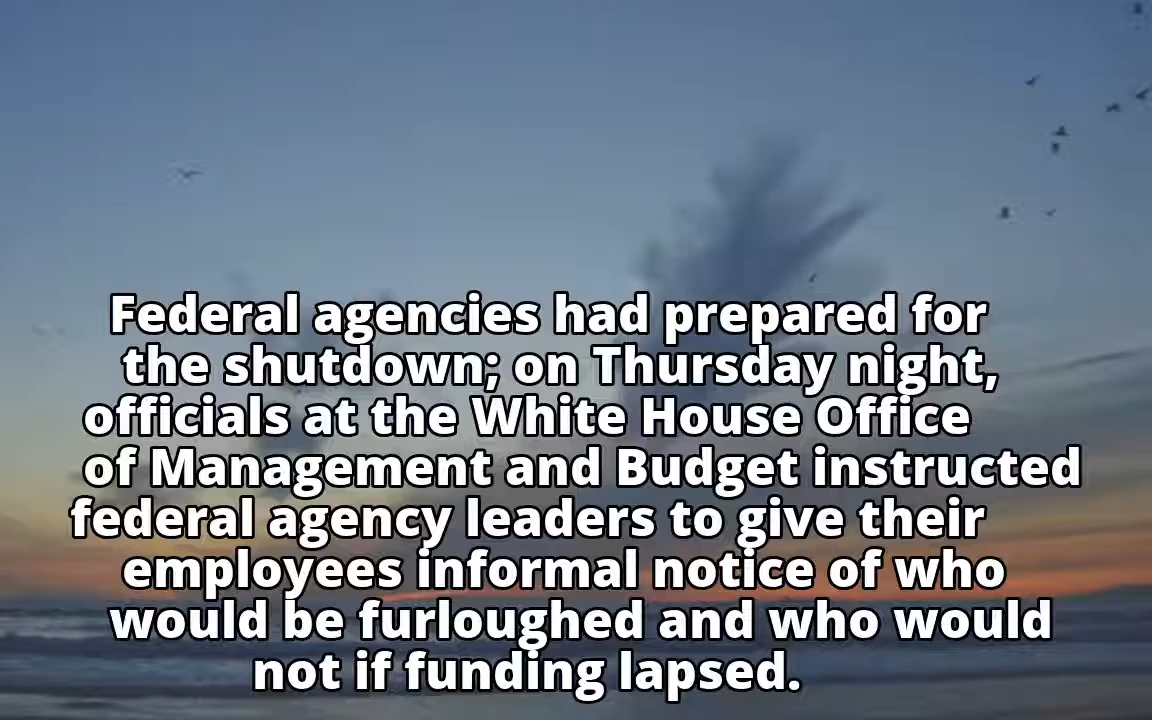 Federal agencies had prepared for
the shutdown; on Thursday night,
officials at the White House Office
of Management and Budget instructed
federal agency leaders to give their
employees informal notice of who
would be furloughed and who would
not if funding lapsed.